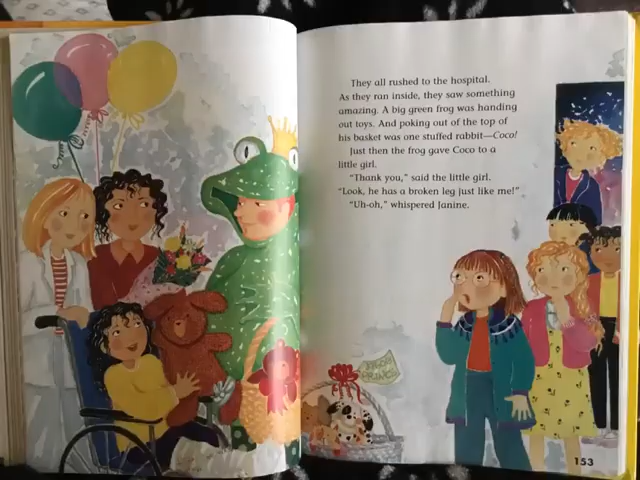 They all rushed to the hospital.
As they ran inside, they saw something
amazing. A big green frog was handing
out toys. And poking out of the top of
his basket was one stuffed rabbit—Coco!
Just then the frog gave Coco to a
little girl.
"Thank you," said the little girl.
"Look, he has a broken leg just like me!"
"Uh-oh," whispered Janine.
153